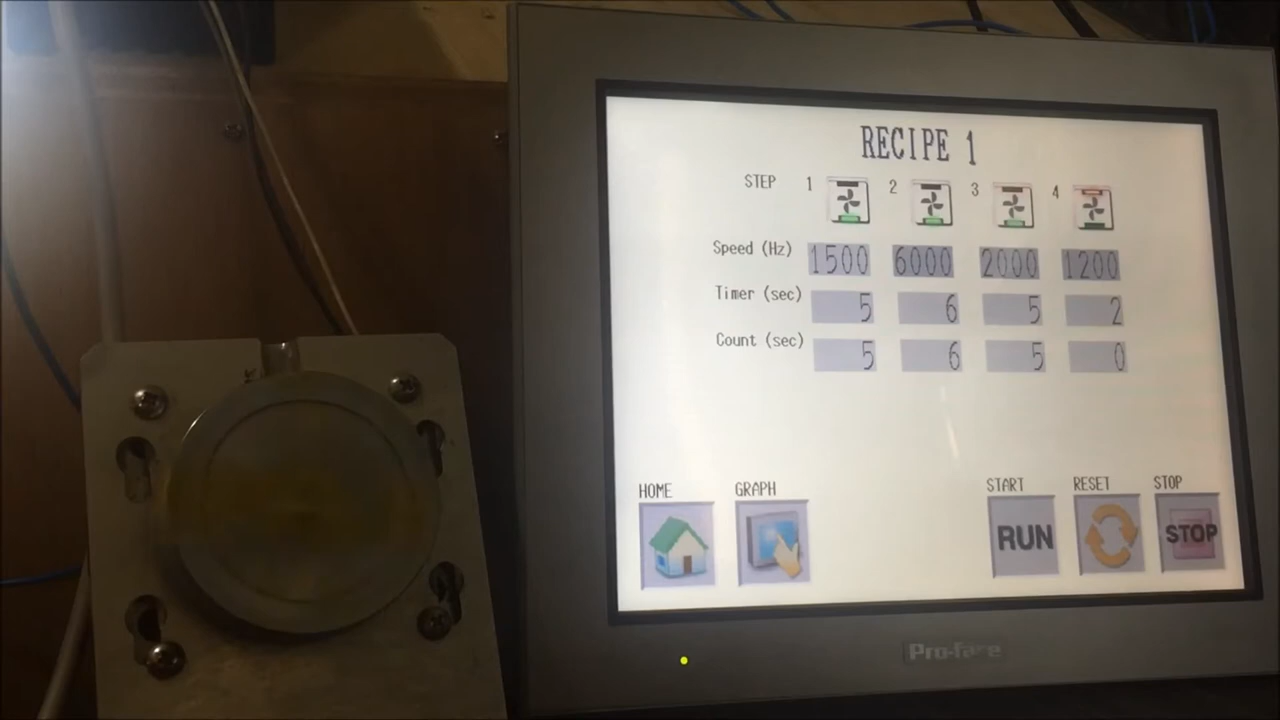 RECIPE 1
STEP 1 2 3 4
Speed (Hz) 1500 6000 2000 1200
Timer (sec) 5 6 5 2
Count (sec) 5 6 5 0
HOME GRAPH START RESET STOP
RUN STOP
Pro-face